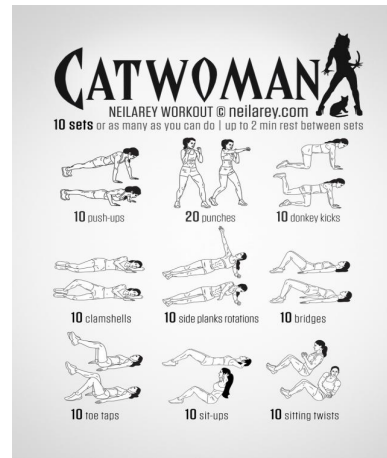 CATWOMAN
NEILAREY WORKOUT © neilarey.com
10 sets or as many as you can do | up to 2 min rest between sets
10 push-ups
20 punches
10 donkey kicks
10 clamshells
10 side planks rotations
10 bridges
10 toe taps
10 sit-ups
10 sitting twists